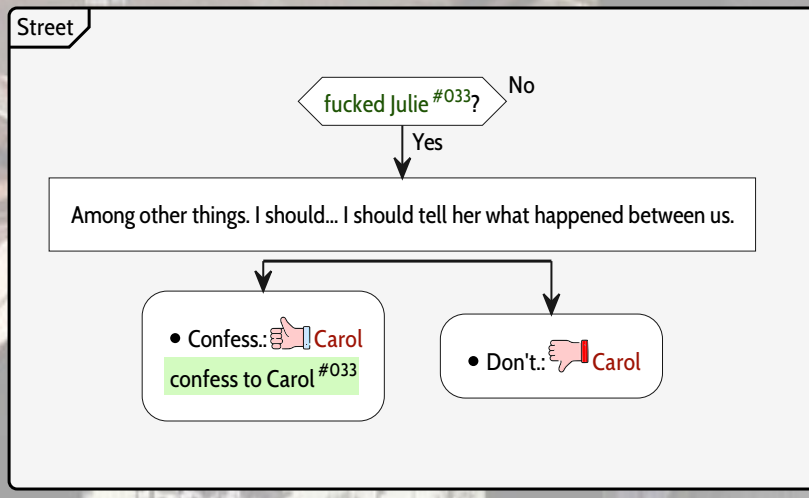 Street
fucked Julie #033?
No
Yes
Among other things. I should... I should tell her what happened between us.
• Confess.: Carol
confess to Carol #033
• Don't.: Carol